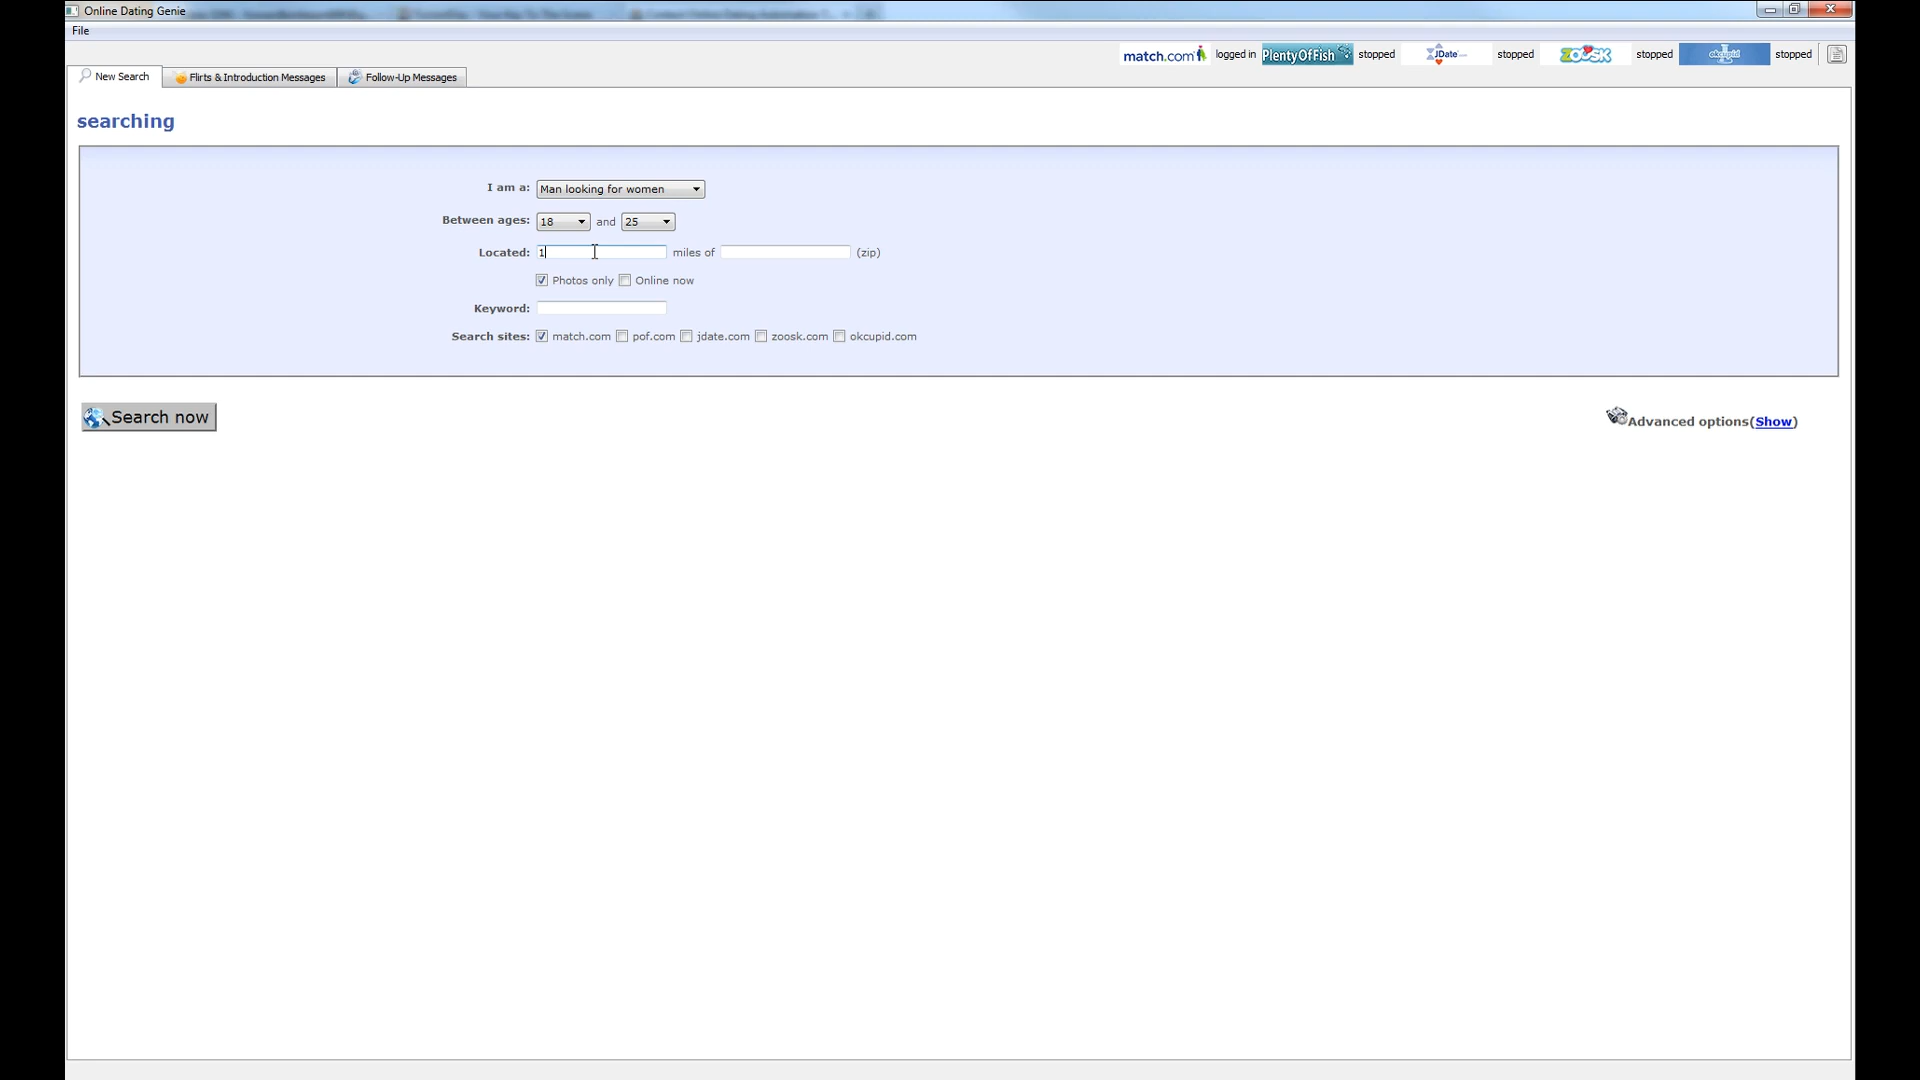 Online Dating Genie
File
match.com logged in PlentyOfFish stopped JDate stopped zoosk stopped okcupid stopped
New Search Flirts & Introduction Messages Follow-Up Messages
searching
I am a: Man looking for women
Between ages: 18 and 25
Located: 1 miles of (zip)
Photos only Online now
Keyword:
Search sites: match.com pof.com jdate.com zoosk.com okcupid.com
Search now Advanced options(Show)